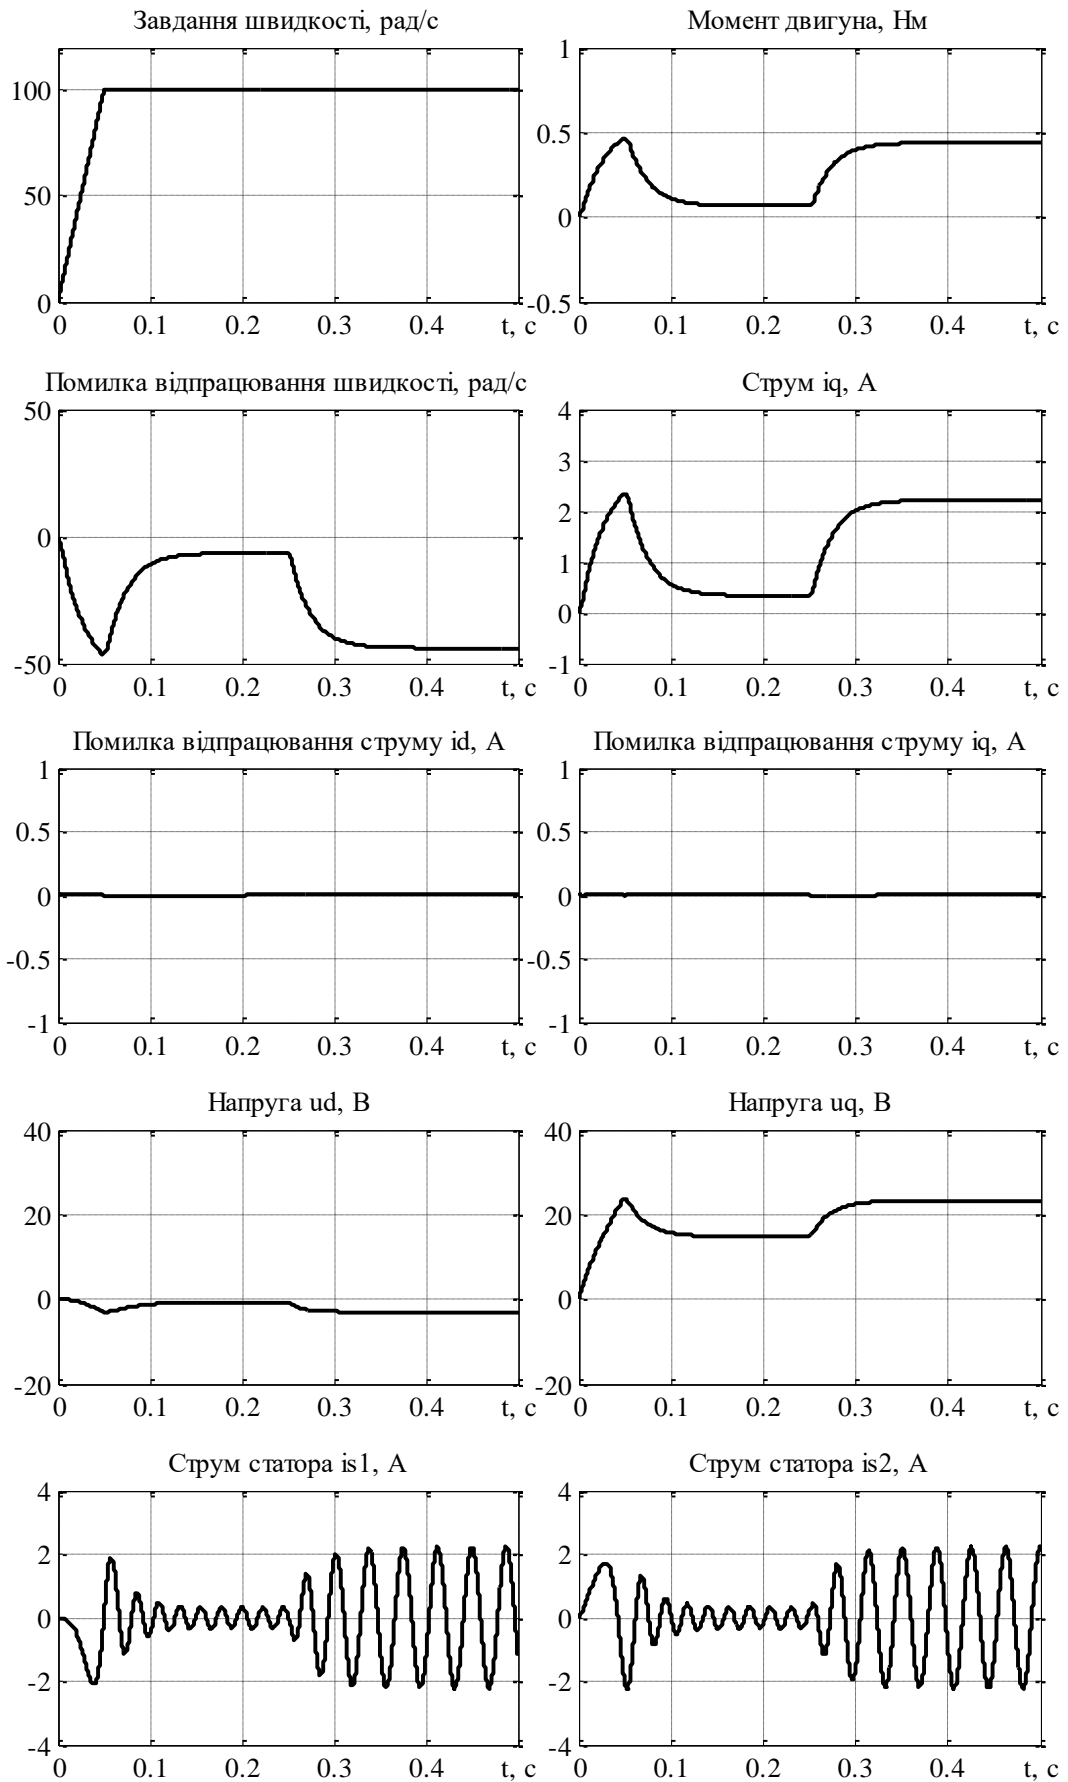 Завдання швидкості, рад/с
100
50
0
0 0.1 0.2 0.3 0.4 t, с
Момент двигуна, Нм
1
0.5
0
-0.5
0 0.1 0.2 0.3 0.4 t, с
Помилка відпрацювання швидкості, рад/с
50
0
-50
0 0.1 0.2 0.3 0.4 t, с
Струм iq, А
4
3
2
1
0
-1
0 0.1 0.2 0.3 0.4 t, с
Помилка відпрацювання струму id, А
1
0.5
0
-0.5
-1
0 0.1 0.2 0.3 0.4 t, с
Помилка відпрацювання струму iq, А
1
0.5
0
-0.5
-1
0 0.1 0.2 0.3 0.4 t, с
Напруга ud, В
40
20
0
-20
0 0.1 0.2 0.3 0.4 t, с
Напруга uq, В
40
20
0
-20
0 0.1 0.2 0.3 0.4 t, с
Струм статора is1, А
4
2
0
-2
-4
0 0.1 0.2 0.3 0.4 t, с
Струм статора is2, А
4
2
0
-2
-4
0 0.1 0.2 0.3 0.4 t, с